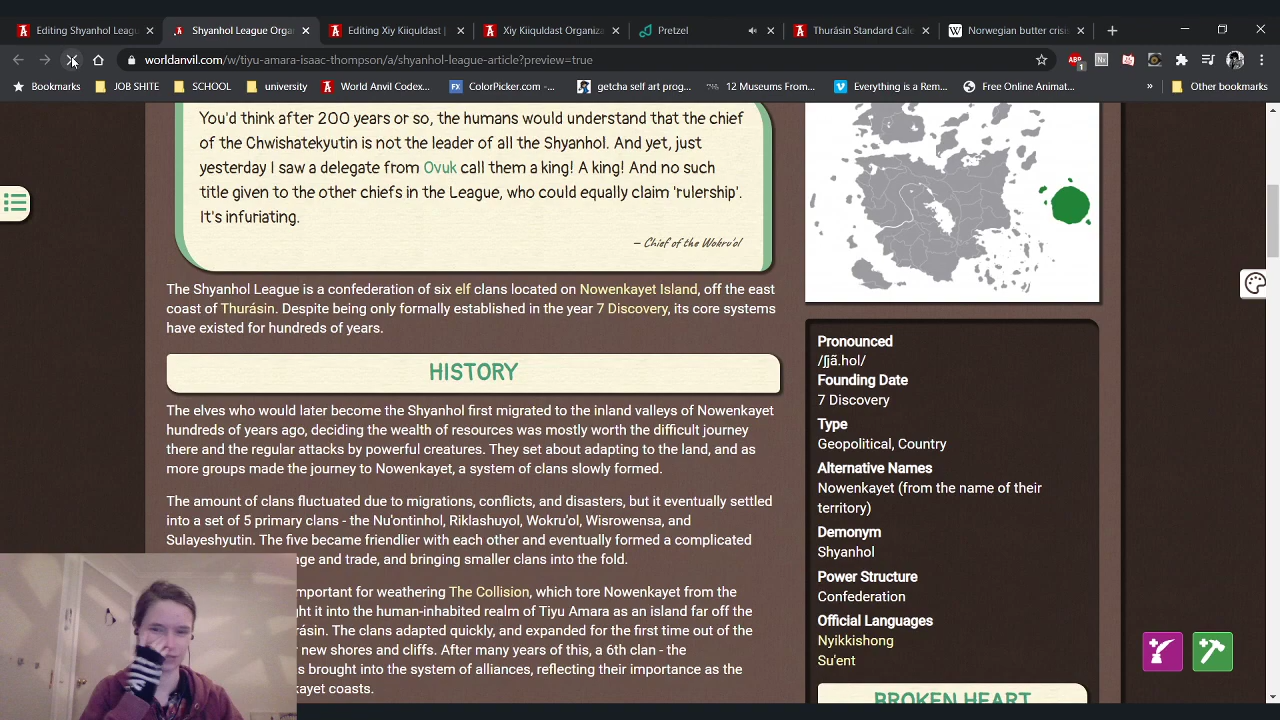 Editing Shyanhol Leagu
Shyanhol League Orga
Editing Xiy Kiiquldast |
Xiy Kiiquldast Organiza
Pretzel
Thurásin Standard Cale
Norwegian butter crisis
worldanvil.com/w/tiyu-amara-isaac-thompson/a/shyanhol-league-article?preview=true
Bookmarks
JOB SHITE
SCHOOL
university
World Anvil Codex...
ColorPicker.com -...
getcha self art prog...
12 Museums From...
Everything is a Rem...
Free Online Animat...
»
Other bookmarks
You'd think after 200 years or so, the humans would understand that the chief
of the Chwishatekyutin is not the leader of all the Shyanhol. And yet, just
yesterday I saw a delegate from Ovuk call them a king! A king! And no such
title given to the other chiefs in the League, who could equally claim 'rulership'.
It's infuriating.
– Chief of the Wokru'ol
The Shyanhol League is a confederation of six elf clans located on Nowenkayet Island, off the east
coast of Thurásin. Despite being only formally established in the year 7 Discovery, its core systems
have existed for hundreds of years.
HISTORY
The elves who would later become the Shyanhol first migrated to the inland valleys of Nowenkayet
hundreds of years ago, deciding the wealth of resources was mostly worth the difficult journey
there and the regular attacks by powerful creatures. They set about adapting to the land, and as
more groups made the journey to Nowenkayet, a system of clans slowly formed.
The amount of clans fluctuated due to migrations, conflicts, and disasters, but it eventually settled
into a set of 5 primary clans - the Nu'ontinhol, Riklashuyol, Wokru'ol, Wisrowensa, and
Sulayeshyutin. The five became friendlier with each other and eventually formed a complicated
age and trade, and bringing smaller clans into the fold.
mportant for weathering The Collision, which tore Nowenkayet from the
ght it into the human-inhabited realm of Tiyu Amara as an island far off the
rásin. The clans adapted quickly, and expanded for the first time out of the
new shores and cliffs. After many years of this, a 6th clan - the
s brought into the system of alliances, reflecting their importance as the
kayet coasts.
Pronounced
/ʃjã.hol/
Founding Date
7 Discovery
Type
Geopolitical, Country
Alternative Names
Nowenkayet (from the name of their
territory)
Demonym
Shyanhol
Power Structure
Confederation
Official Languages
Nyikkishong
Su'ent
BROKEN HEART